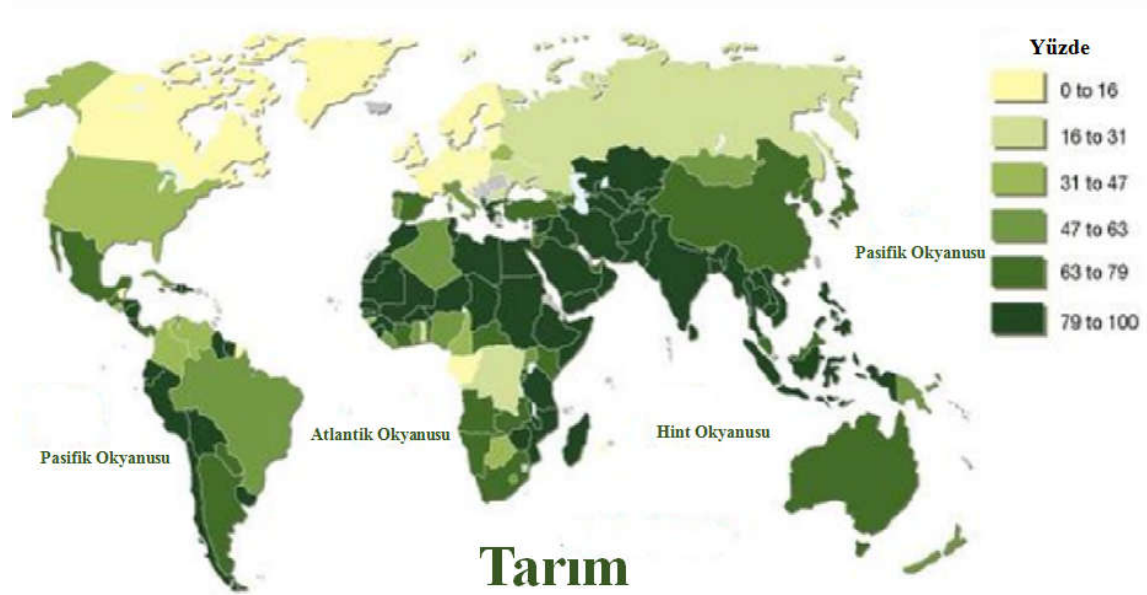 Yüzde
0 to 16
16 to 31
31 to 47
47 to 63
63 to 79
79 to 100
Pasifik Okyanusu
Atlantik Okyanusu
Hint Okyanusu
Pasifik Okyanusu
Tarım